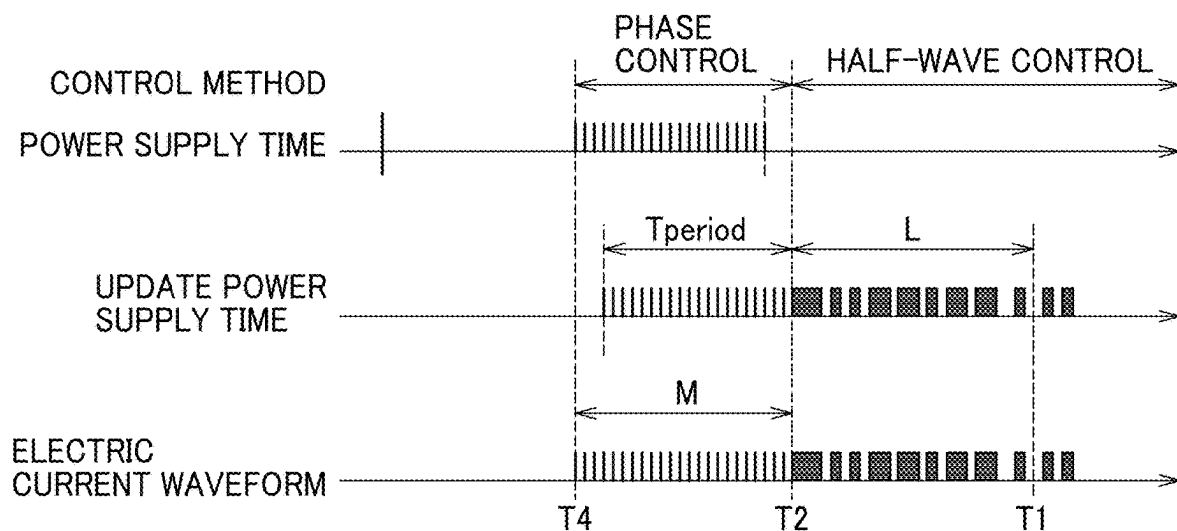 PHASE
CONTROL
HALF-WAVE CONTROL
CONTROL METHOD
POWER SUPPLY TIME
Tperiod
L
UPDATE POWER
SUPPLY TIME
M
ELECTRIC
CURRENT WAVEFORM
T4
T2
T1